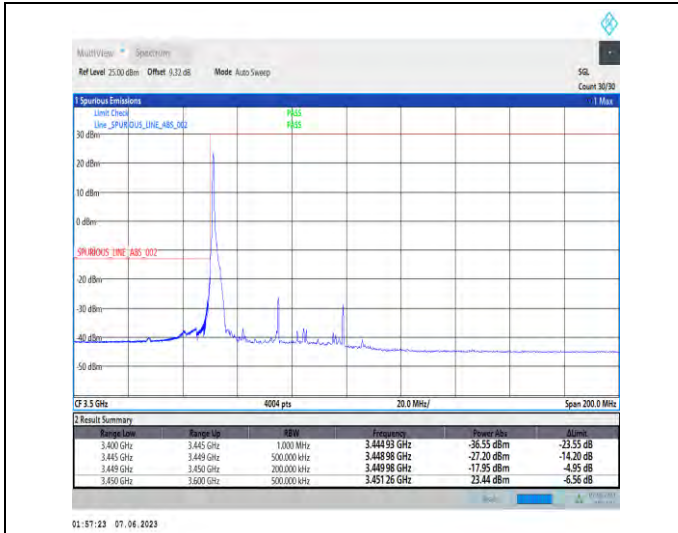 MultiView Spectrum
Ref Level 25.00 dBm Offset 9.32 dB Mode Auto Sweep SGL
Count 30/30
1 Spurious Emissions 1 Max
Limit Check PASS
Line _SPURIOUS_LINE_ABS_002 PASS
30 dBm
20 dBm
10 dBm
0 dBm
_SPURIOUS_LINE_ABS_002
-20 dBm
-30 dBm
-40 dBm
-50 dBm
CF 3.5 GHz 4004 pts 20.0 MHz/ Span 200.0 MHz
2 Result Summary
Range Low Range Up RBW Frequency Power Abs ΔLimit
3.400 GHz 3.445 GHz 1.000 MHz 3.444 93 GHz -36.55 dBm -23.55 dB
3.445 GHz 3.449 GHz 500.000 kHz 3.448 98 GHz -27.20 dBm -14.20 dB
3.449 GHz 3.450 GHz 200.000 kHz 3.449 98 GHz -17.95 dBm -4.95 dB
3.450 GHz 3.600 GHz 500.000 kHz 3.451 26 GHz 23.44 dBm -6.56 dB
01:57:23 07.06.2023